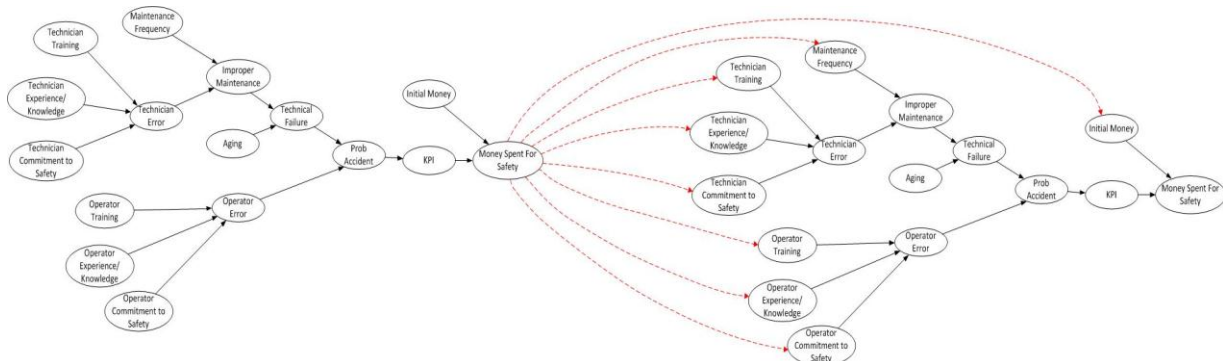 Maintenance
Frequency
Technician
Training
Technician
Experience/
Knowledge
Technician
Commitment to
Safety
Technician
Error
Improper
Maintenance
Technical
Failure
Aging
Prob
Accident
Operator
Training
Operator
Experience/
Knowledge
Operator
Commitment to
Safety
Operator
Error
KPI
Initial Money
Money Spent For
Safety
Maintenance
Frequency
Technician
Training
Technician
Experience/
Knowledge
Technician
Commitment to
Safety
Technician
Error
Improper
Maintenance
Technical
Failure
Aging
Prob
Accident
Operator
Training
Operator
Experience/
Knowledge
Operator
Commitment to
Safety
Operator
Error
KPI
Initial Money
Money Spent For
Safety